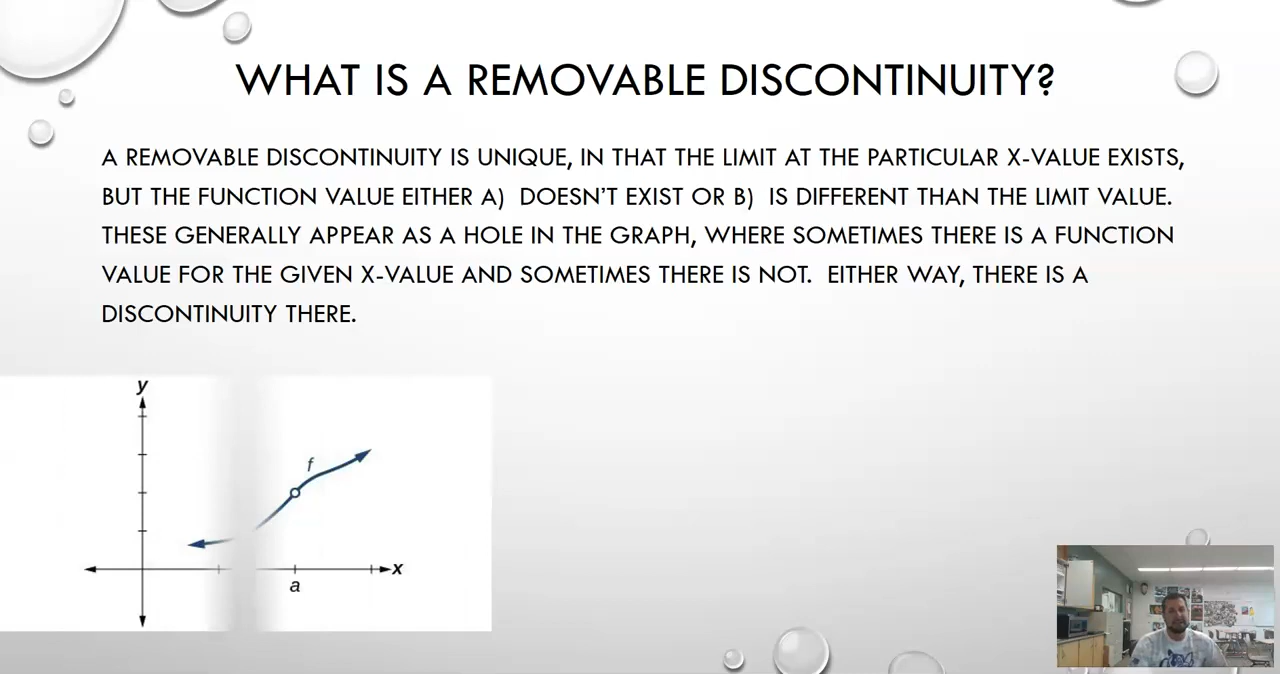 WHAT IS A REMOVABLE DISCONTINUITY?
A REMOVABLE DISCONTINUITY IS UNIQUE, IN THAT THE LIMIT AT THE PARTICULAR X-VALUE EXISTS,
BUT THE FUNCTION VALUE EITHER A)  DOESN’T EXIST OR B)  IS DIFFERENT THAN THE LIMIT VALUE.
THESE GENERALLY APPEAR AS A HOLE IN THE GRAPH, WHERE SOMETIMES THERE IS A FUNCTION
VALUE FOR THE GIVEN X-VALUE AND SOMETIMES THERE IS NOT.  EITHER WAY, THERE IS A
DISCONTINUITY THERE.
y
f
x
a